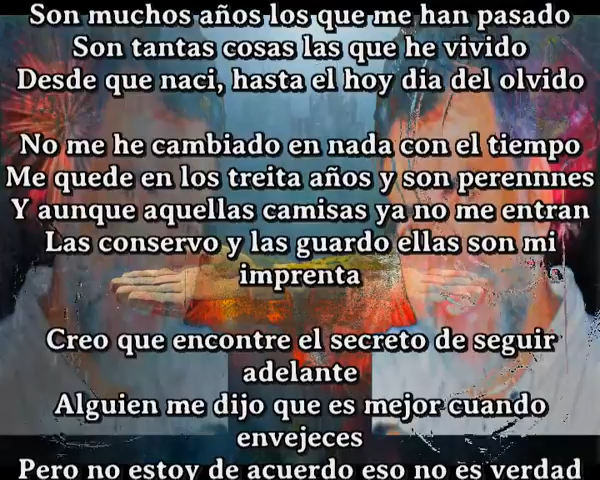 Son muchos años los que me han pasado
Son tantas cosas las que he vivido
Desde que naci, hasta el hoy dia del olvido
No me he cambiado en nada con el tiempo
Me quede en los treita años y son perennnes
Y aunque aquellas camisas ya no me entran
Las conservo y las guardo ellas son mi
imprenta
Creo que encontre el secreto de seguir
adelante
Alguien me dijo que es mejor cuando
envejeces
Pero no estoy de acuerdo eso no es verdad